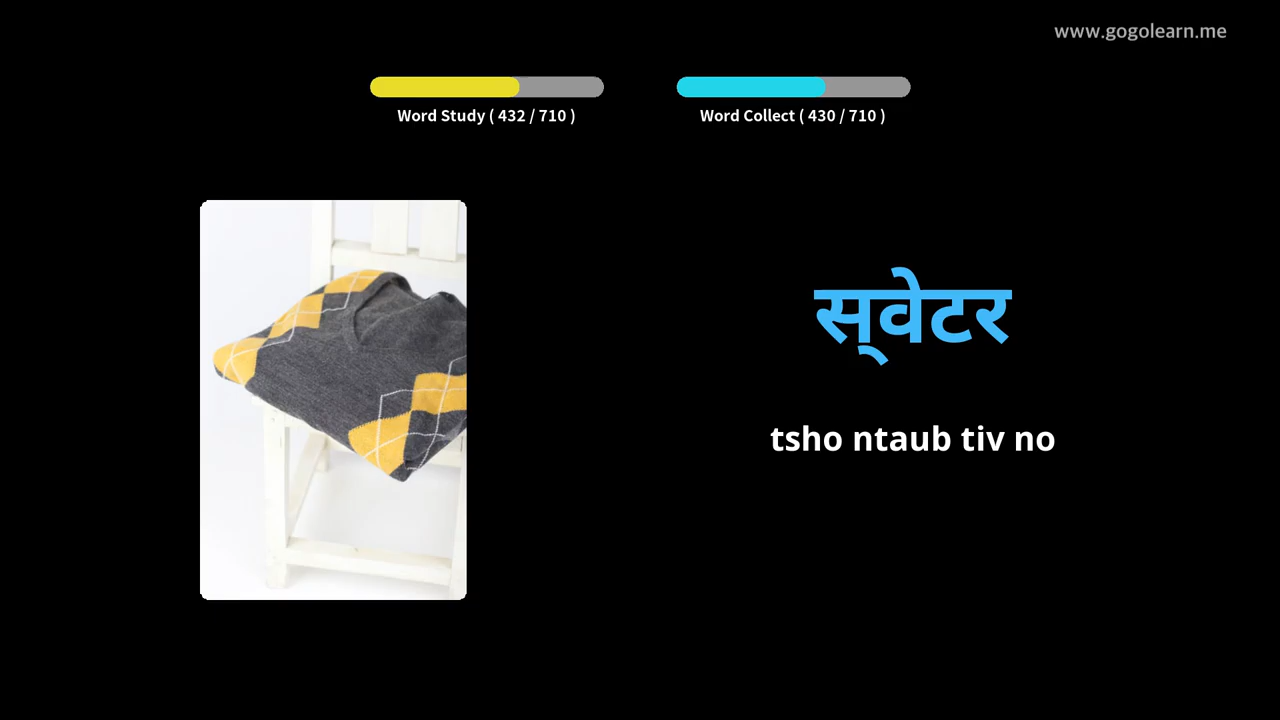 www.gogolearn.me
Word Study ( 432 / 710 )
Word Collect ( 430 / 710 )
स्‌वेटर
tsho ntaub tiv no